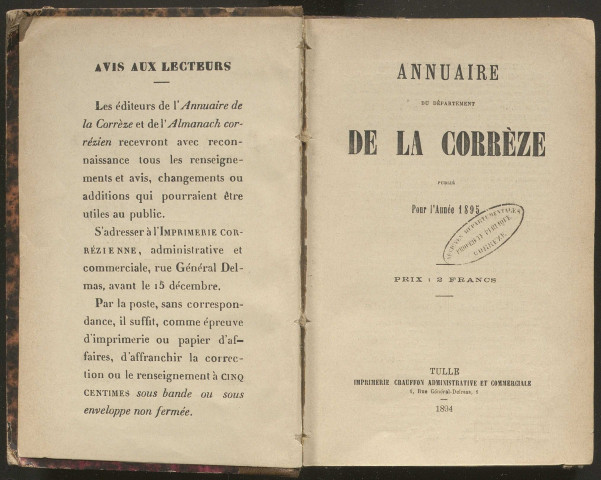 AVIS AUX LECTEURS
Les éditeurs de l'Annuaire de
la Corrèze et de l'Almanach cor-
rézien recevront avec recon-
naissance tous les renseigne-
ments et avis, changements ou
additions qui pourraient être
utiles au public.
S'adresser à l'IMPRIMERIE COR-
RÉZIENNE, administrative et
commerciale, rue Général Del-
mas, avant le 15 décembre.
Par la poste, sans correspon-
dance, il suffit, comme épreuve
d'imprimerie ou papier d'af-
faires, d'affranchir la correc-
tion ou le renseignement à CINQ
CENTIMES sous bande ou sous
enveloppe non fermée.
ANNUAIRE
DU DÉPARTEMENT
DE LA CORRÈZE
PUBLIÉ
Pour l'Année 1895
DÉPARTEMENTALES
CORRÈZE
PRIX : 2 FRANCS
TULLE
IMPRIMERIE CHAUFFON ADMINISTRATIVE ET COMMERCIALE
Rue Général-Delmas,
1894